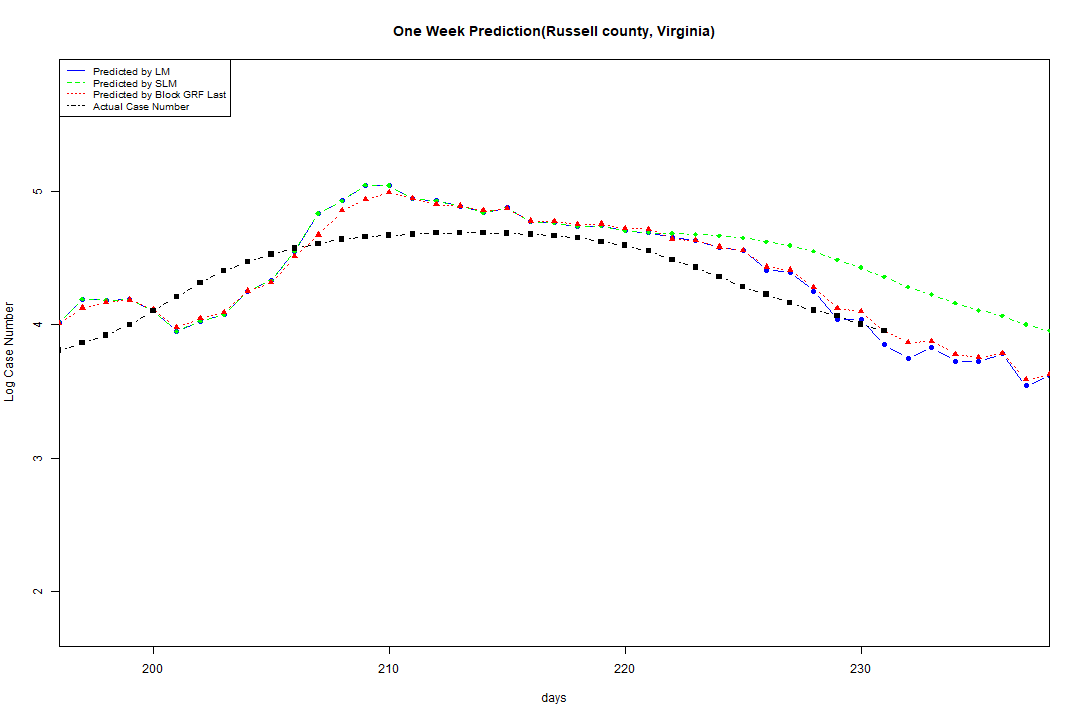 One Week Prediction(Russell county, Virginia)
Predicted by LM
Predicted by SLM
Predicted by Block GRF Last
Actual Case Number
Log Case Number
5
4
3
2
200
210
220
230
days